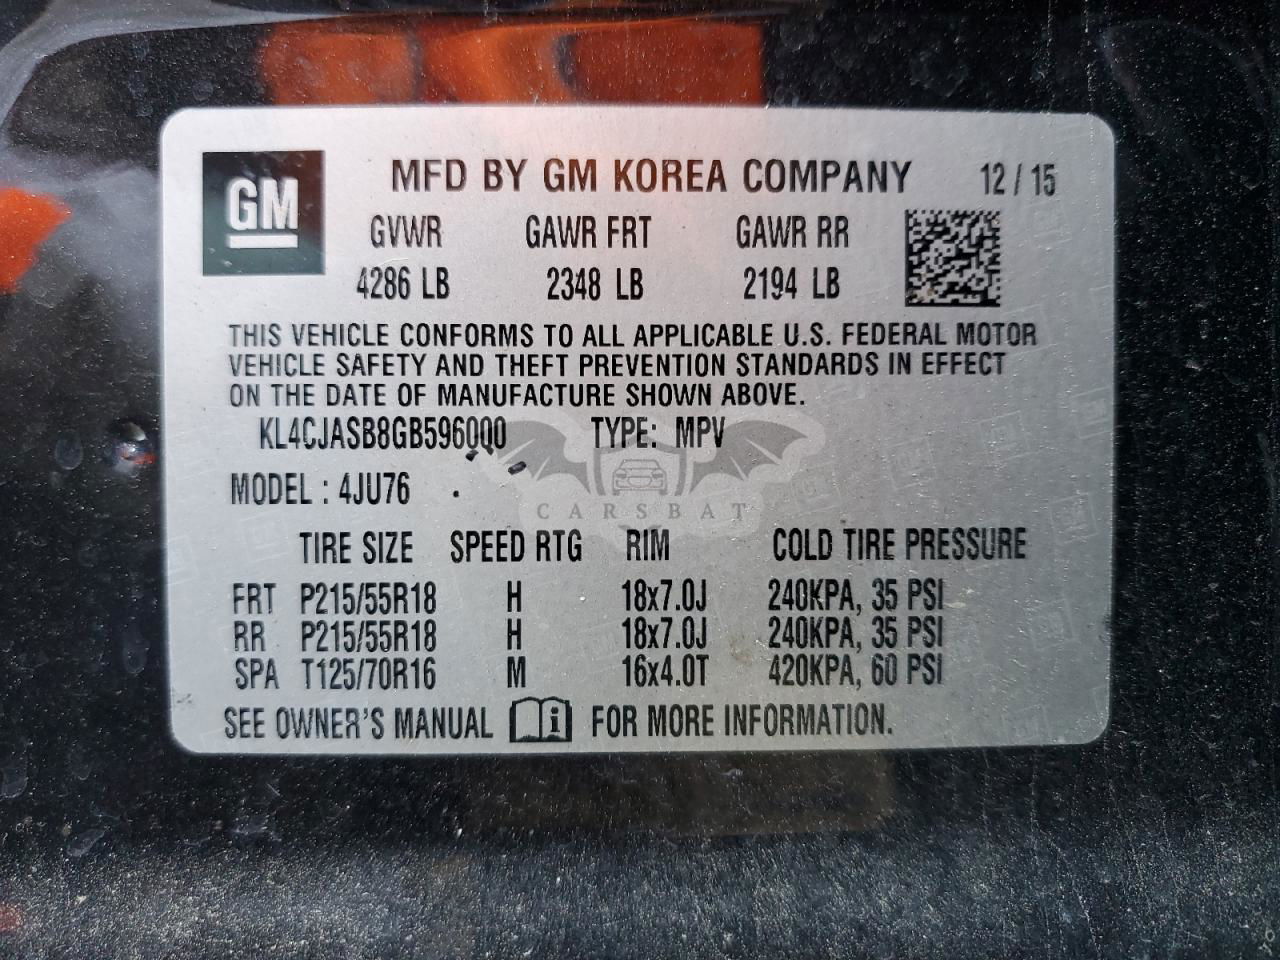 GM
MFD BY GM KOREA COMPANY 12 / 15
GVWR GAWR FRT GAWR RR
4286 LB 2348 LB 2194 LB
THIS VEHICLE CONFORMS TO ALL APPLICABLE U.S. FEDERAL MOTOR
VEHICLE SAFETY AND THEFT PREVENTION STANDARDS IN EFFECT
ON THE DATE OF MANUFACTURE SHOWN ABOVE.
KL4CJASB8GB596000 TYPE: MPV
MODEL : 4JU76
CARSBAT
TIRE SIZE SPEED RTG RIM COLD TIRE PRESSURE
FRT P215/55R18 H 18x7.0J 240KPA, 35 PSI
RR P215/55R18 H 18x7.0J 240KPA, 35 PSI
SPA T125/70R16 M 16x4.0T 420KPA, 60 PSI
SEE OWNER'S MANUAL i FOR MORE INFORMATION.